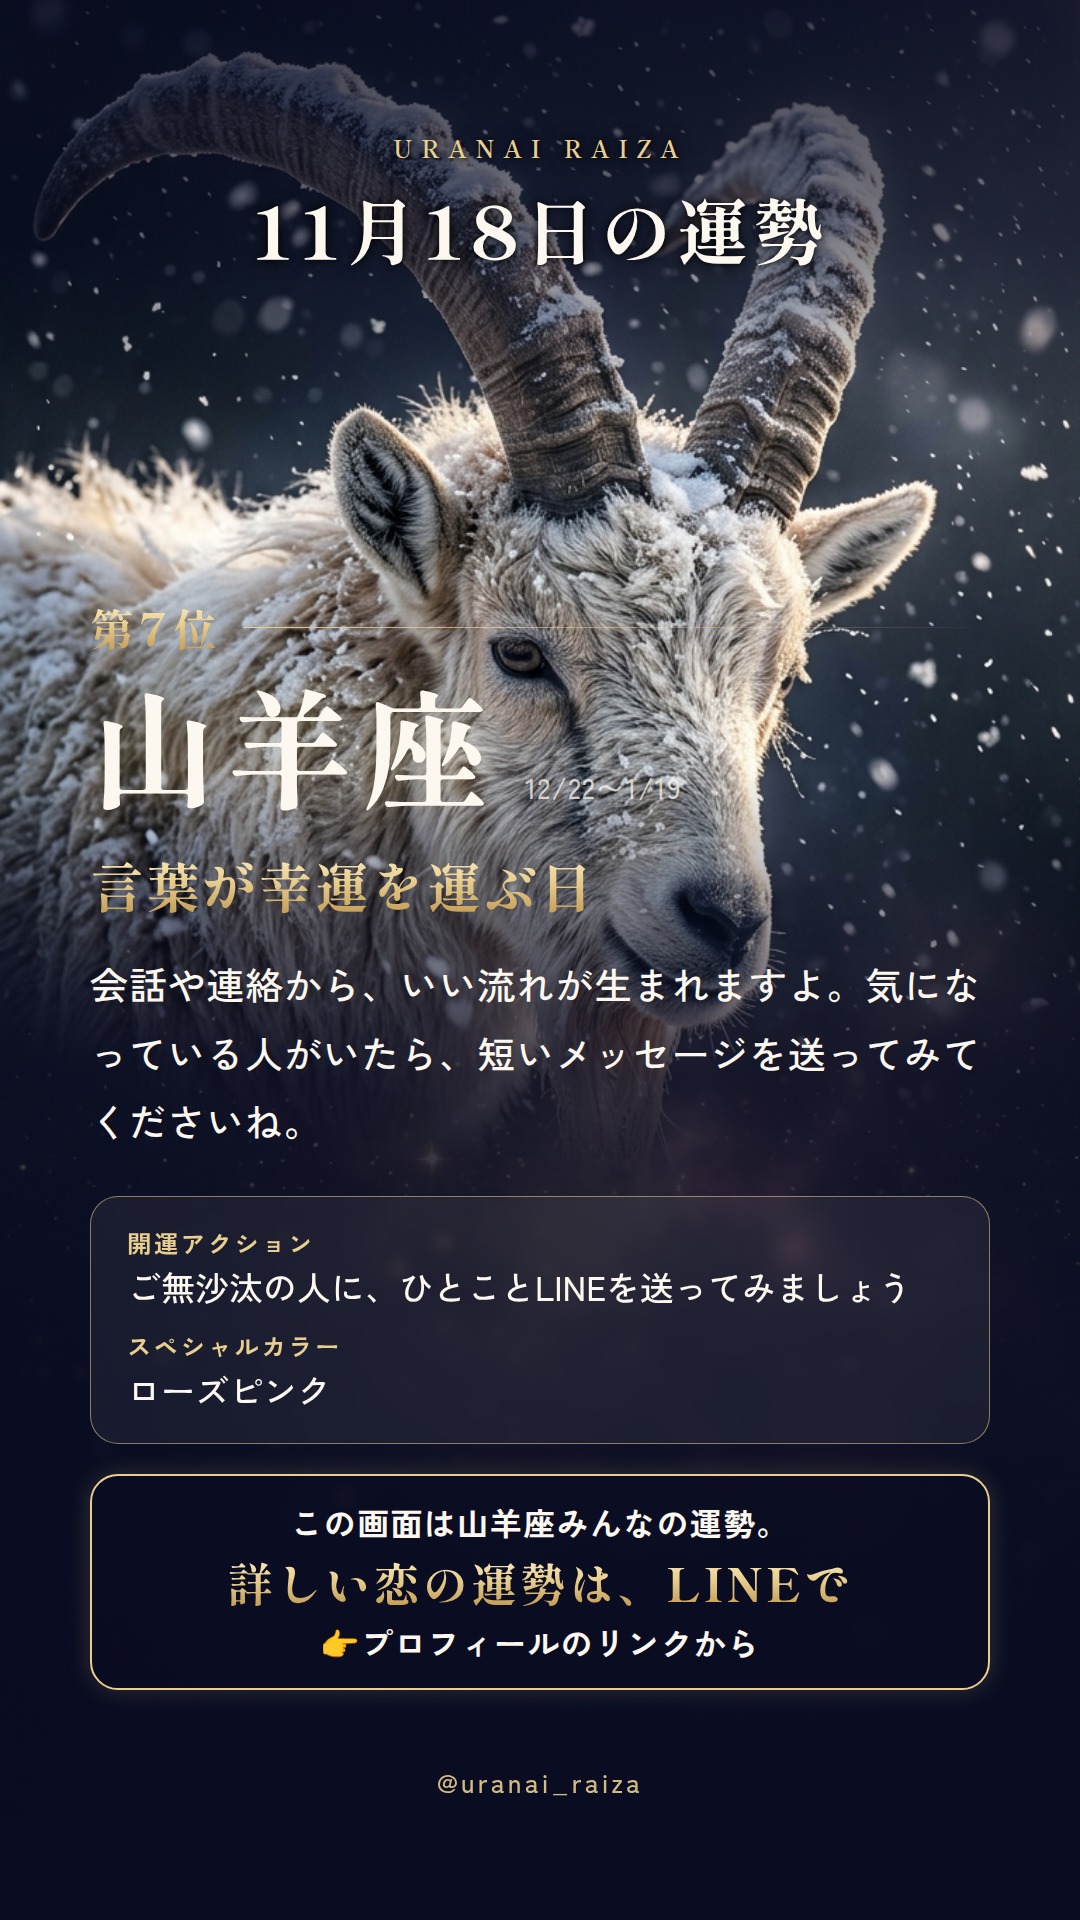 URANAI RAIZA
11月18日の運勢
第7位
山羊座 12/22〜1/19
言葉が幸運を運ぶ日
会話や連絡から、いい流れが生まれますよ。気にな
っている人がいたら、短いメッセージを送ってみて
くださいね。
開運アクション
ご無沙汰の人に、ひとことLINEを送ってみましょう
スペシャルカラー
ローズピンク
この画面は山羊座みんなの運勢。
詳しい恋の運勢は、LINEで
👉プロフィールのリンクから
@uranai_raiza